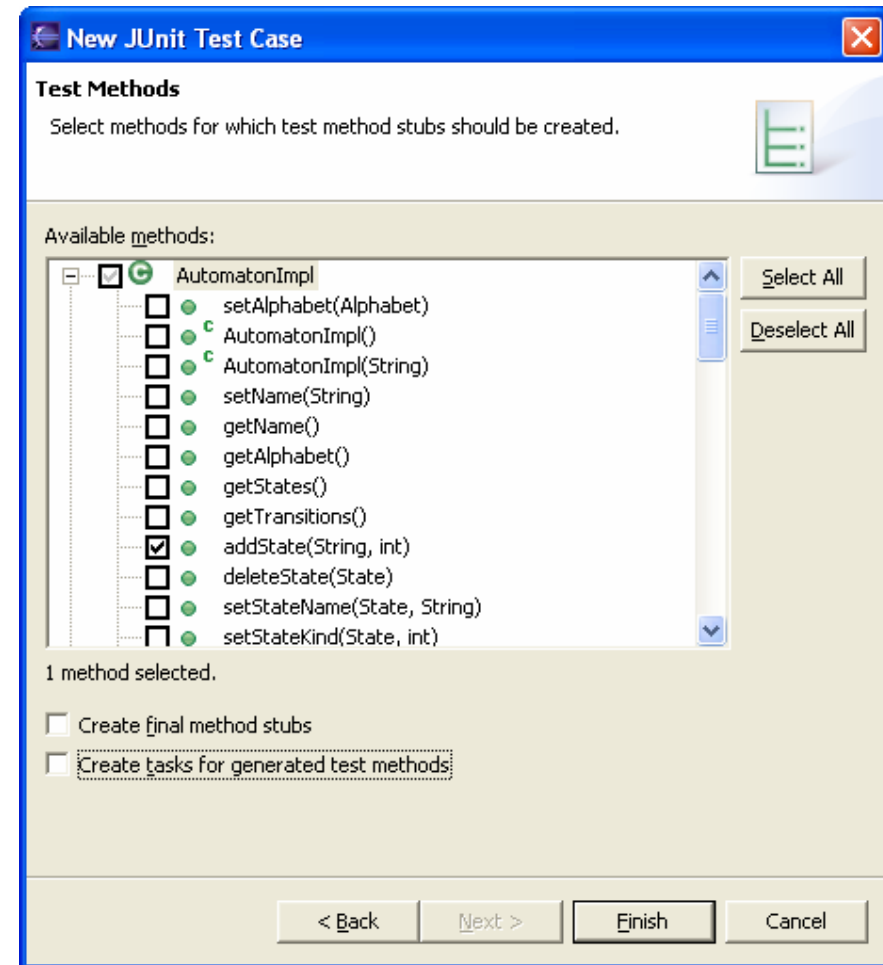 New JUnit Test Case
Test Methods
Select methods for which test method stubs should be created.
Available methods:
C AutomatonImpl
setAlphabet(Alphabet)
C AutomatonImpl()
C AutomatonImpl(String)
setName(String)
getName()
getAlphabet()
getStates()
getTransitions()
addState(String, int)
deleteState(State)
setStateName(State, String)
setStateKind(State, int)
Select All
Deselect All
1 method selected.
Create final method stubs
Create tasks for generated test methods
< Back Next > Finish Cancel